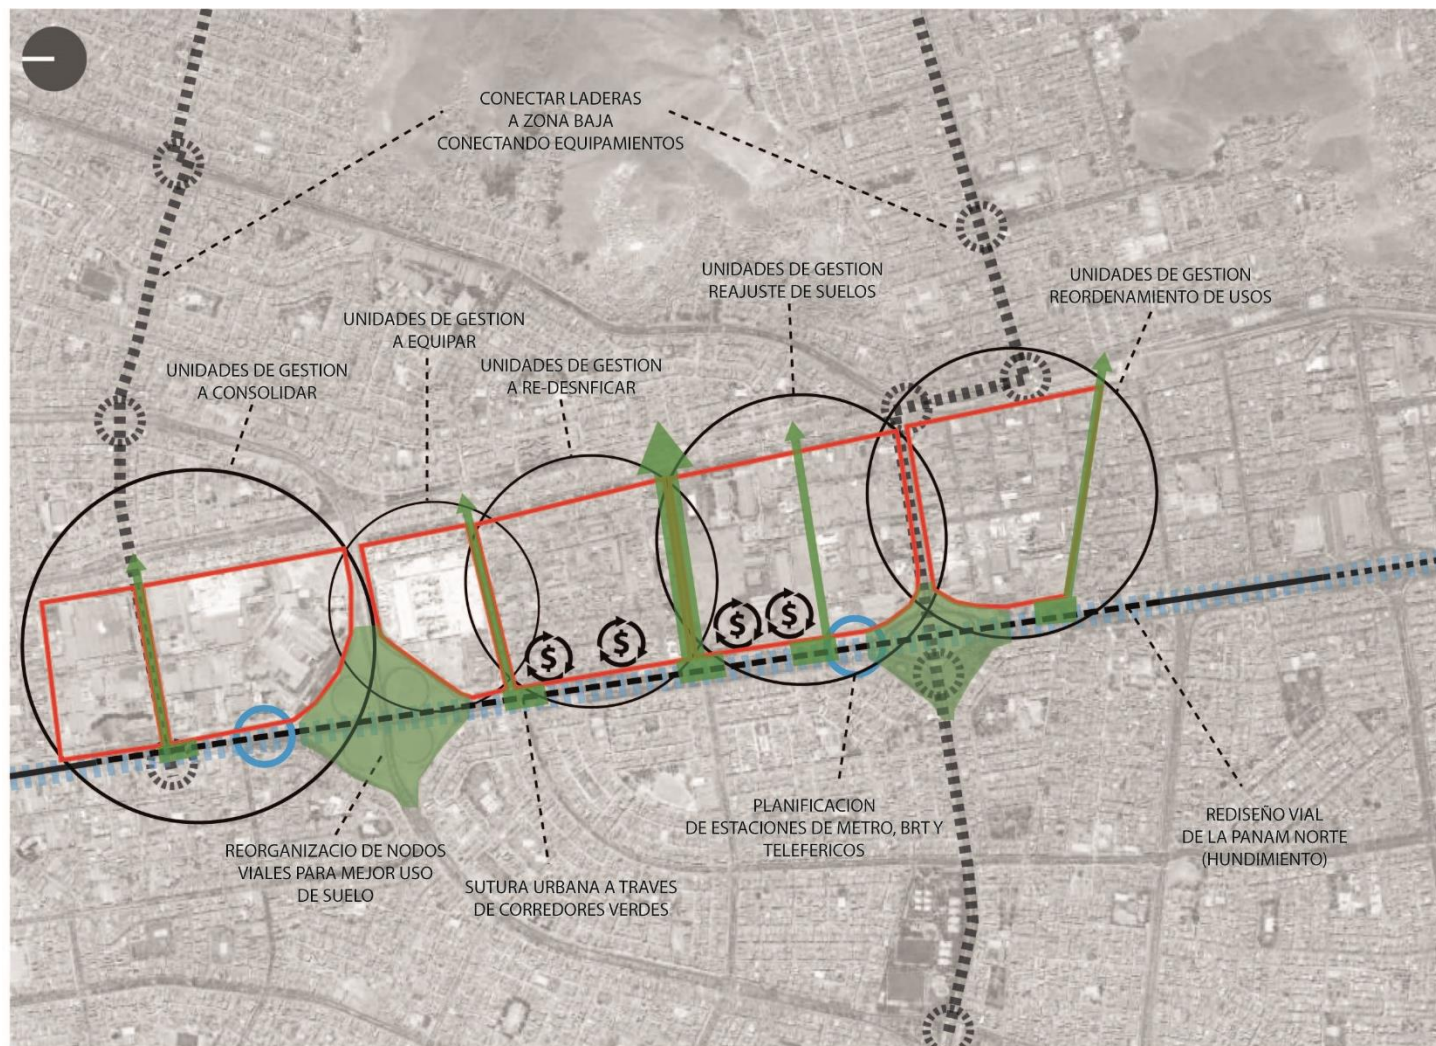 CONECTAR LADERAS
A ZONA BAJA
CONECTANDO EQUIPAMIENTOS
UNIDADES DE GESTION
REAJUSTE DE SUELOS
UNIDADES DE GESTION
REORDENAMIENTO DE USOS
UNIDADES DE GESTION
A EQUIPAR
UNIDADES DE GESTION
A RE-DESNFICAR
UNIDADES DE GESTION
A CONSOLIDAR
$
$
$
$
PLANIFICACION
DE ESTACIONES DE METRO, BRT Y
TELEFERICOS
REDISEÑO VIAL
DE LA PANAM NORTE
(HUNDIMIENTO)
REORGANIZACIO DE NODOS
VIALES PARA MEJOR USO
DE SUELO
SUTURA URBANA A TRAVES
DE CORREDORES VERDES